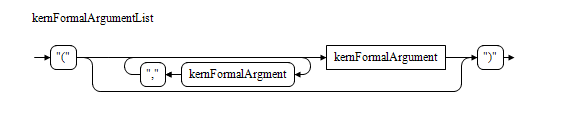 kernFormalArgumentList
"("
kernFormalArgument
")"
","
kernFormalArgment